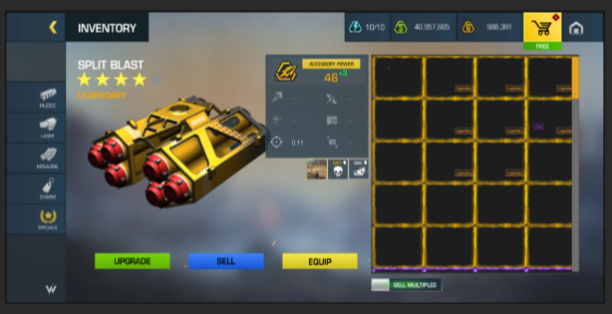 INVENTORY
10/10
40,957,665
988,391
FREE
SPLIT BLAST
LEGENDARY
ACCESSORY POWER
46 +3
0.11
MUZZLE
LASER
MAGAZINE
CHARM
SPECIALS
UPGRADE
SELL
EQUIP
SELL MULTIPLES